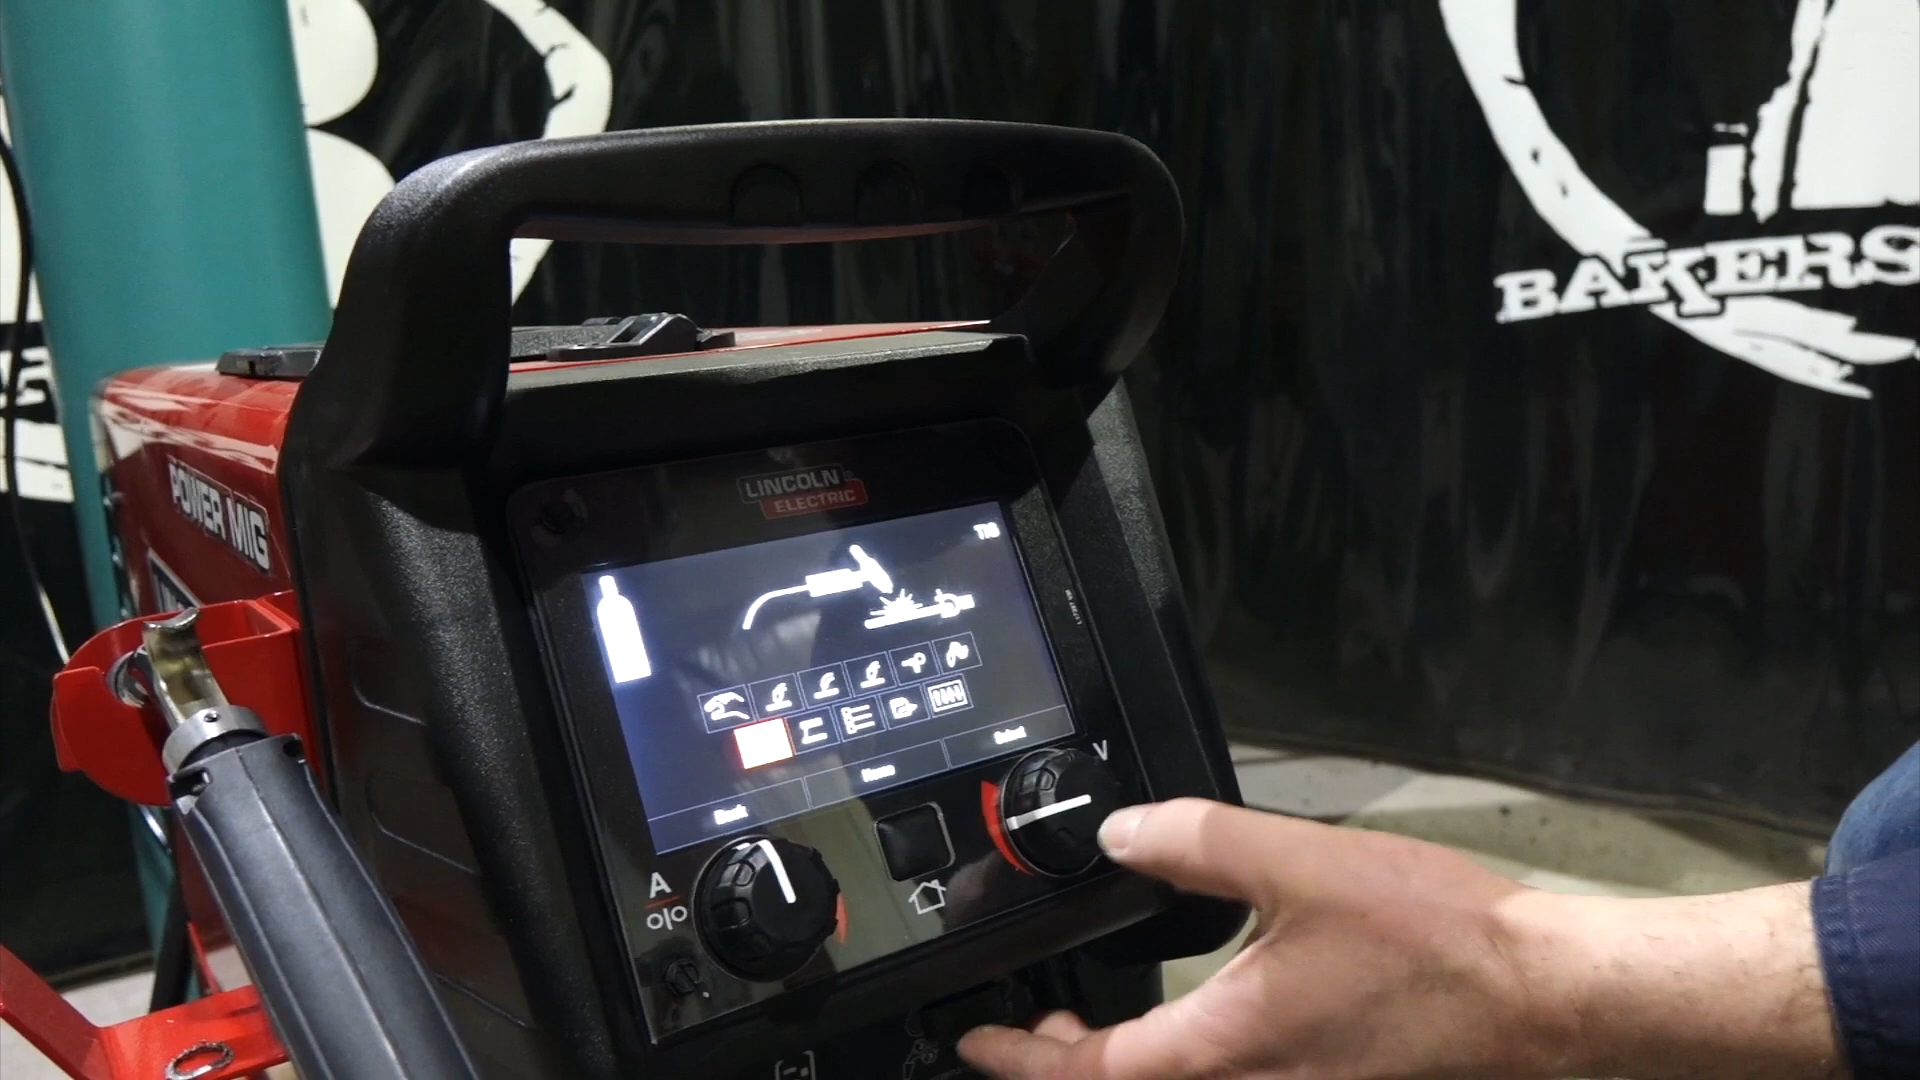 BAKERS
POWER MIG
LINCOLN
ELECTRIC
TIG
Select
Home
Back
V
A